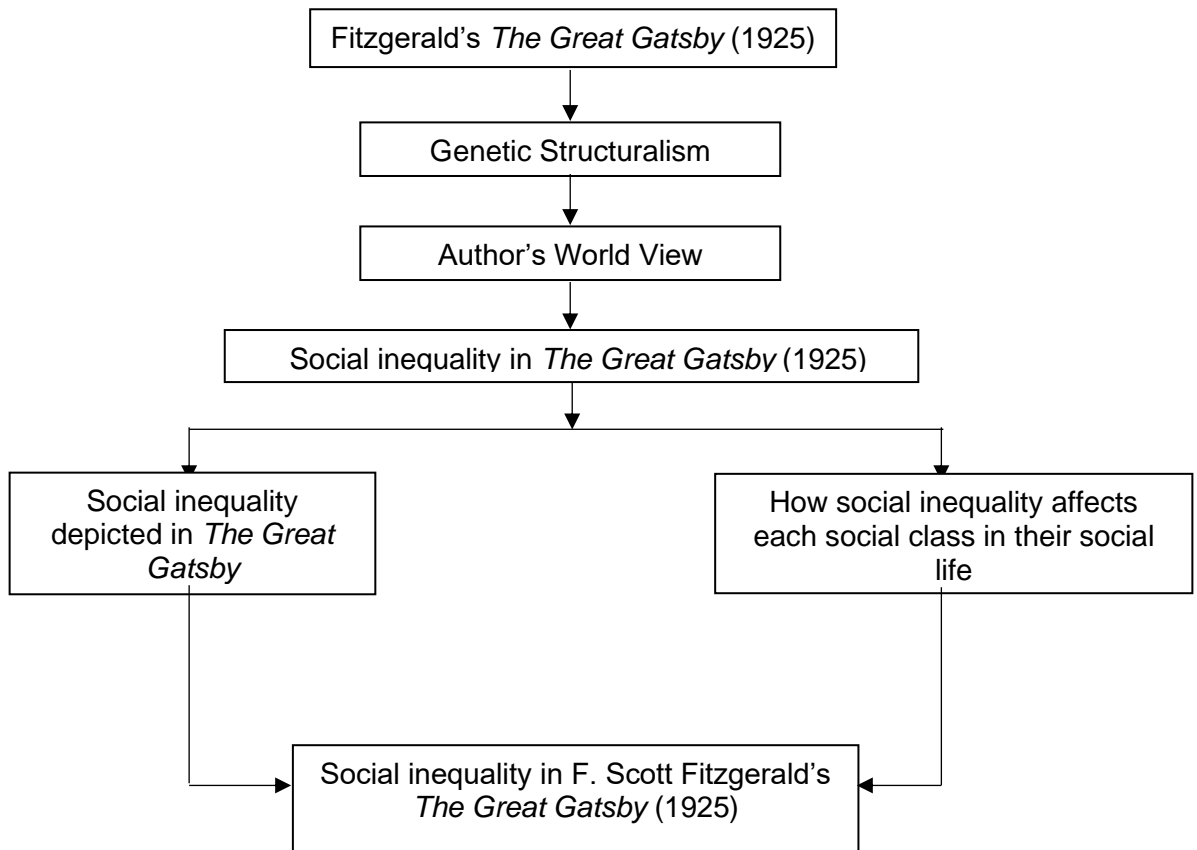 Fitzgerald’s The Great Gatsby (1925)
Genetic Structuralism
Author’s World View
Social inequality in The Great Gatsby (1925)
Social inequality
depicted in The Great
Gatsby
How social inequality affects
each social class in their social
life
Social inequality in F. Scott Fitzgerald’s
The Great Gatsby (1925)